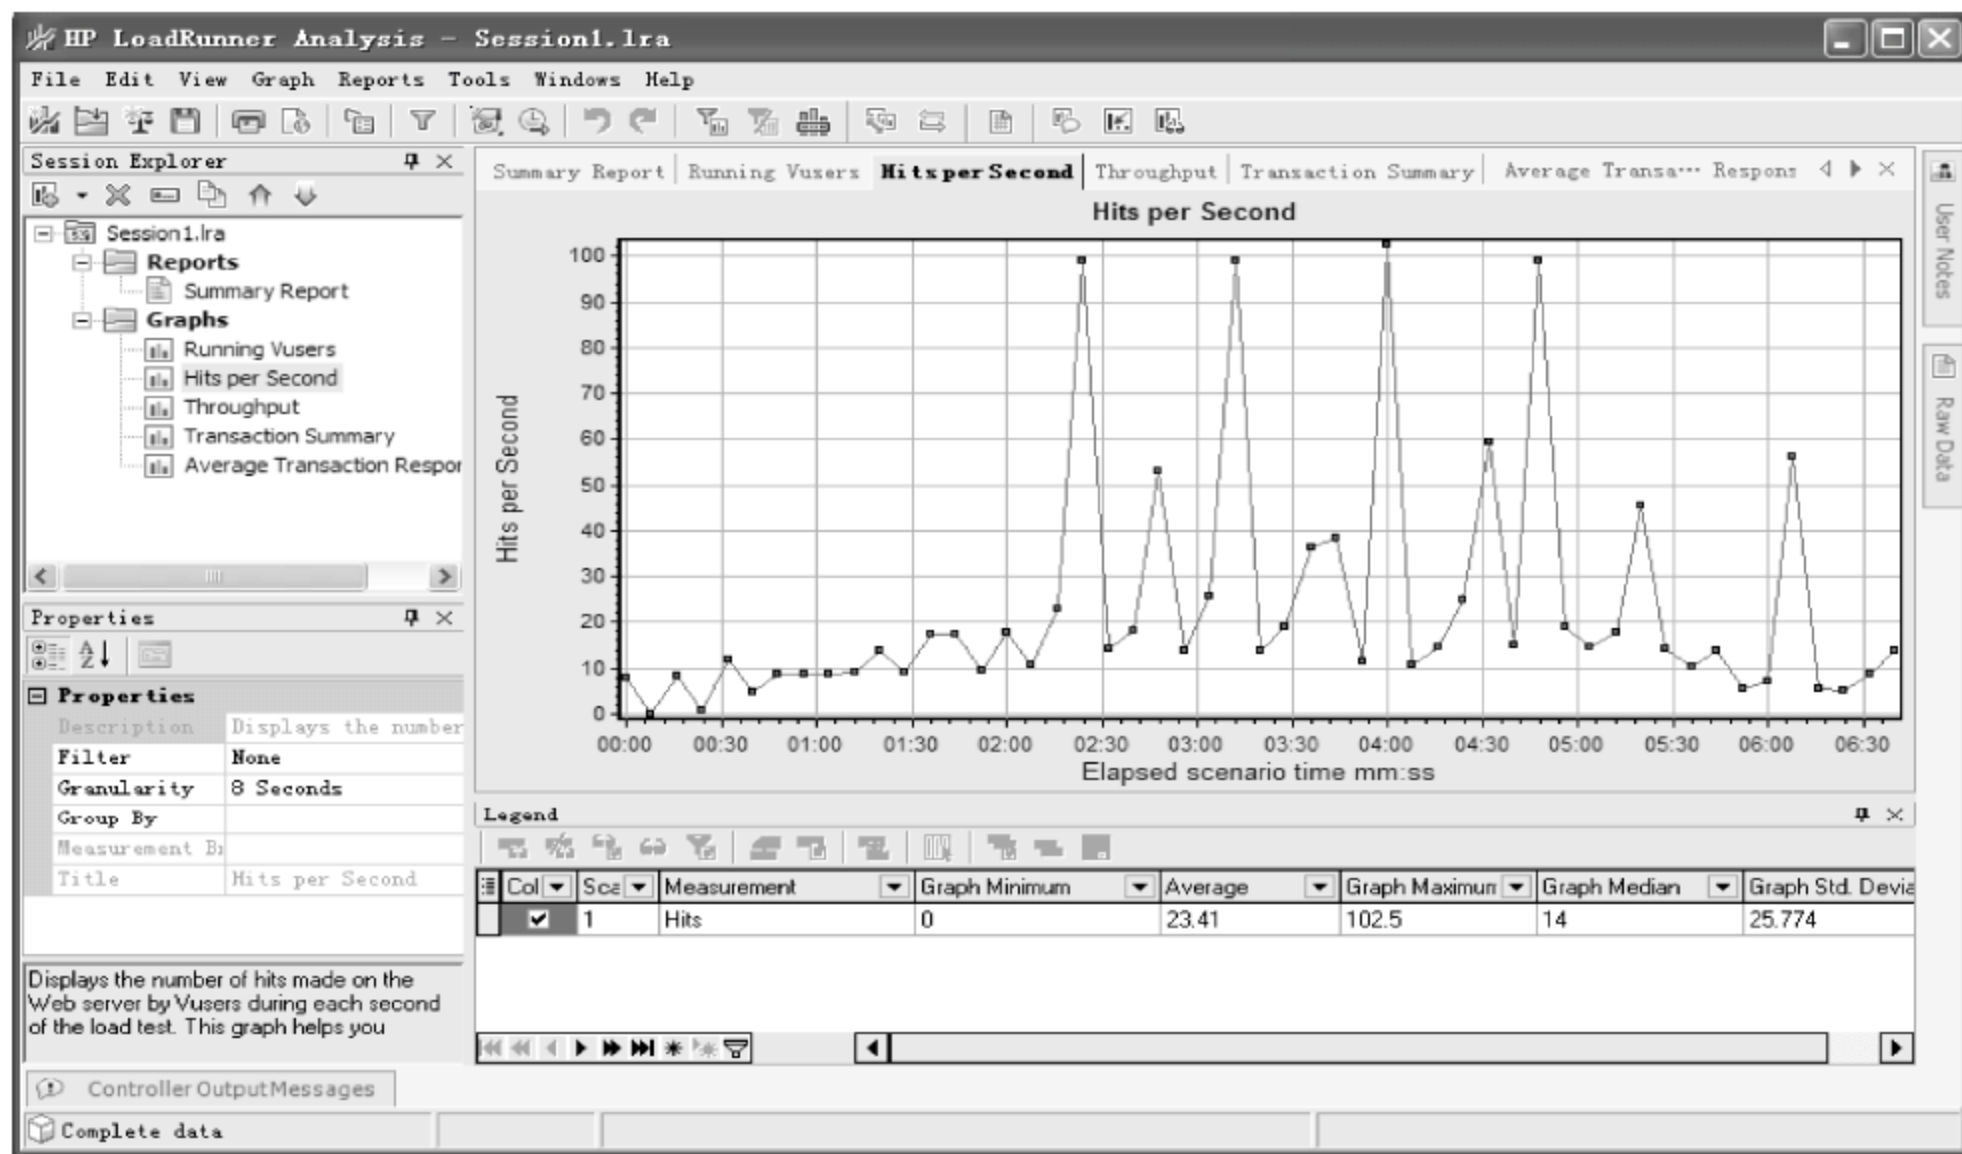 HP LoadRunner Analysis - Session1.lra
File Edit View Graph Reports Tools Windows Help
Session Explorer
Session1.lra
Reports
Summary Report
Graphs
Running Vusers
Hits per Second
Throughput
Transaction Summary
Average Transaction Respor
Properties
Properties
Description Displays the number
Filter None
Granularity 8 Seconds
Group By
Measurement B
Title Hits per Second
Displays the number of hits made on the
Web server by Vusers during each second
of the load test. This graph helps you
Summary Report Running Vusers Hits per Second Throughput Transaction Summary Average Transa... Respons
Hits per Second
Hits per Second
100
90
80
70
60
50
40
30
20
10
0
00:00 00:30 01:00 01:30 02:00 02:30 03:00 03:30 04:00 04:30 05:00 05:30 06:00 06:30
Elapsed scenario time mm:ss
Legend
Col Sca Measurement Graph Minimum Average Graph Maximum Graph Median Graph Std. Devia
1 Hits 0 23.41 102.5 14 25.774
User Notes
Raw Data
Controller Output Messages
Complete data